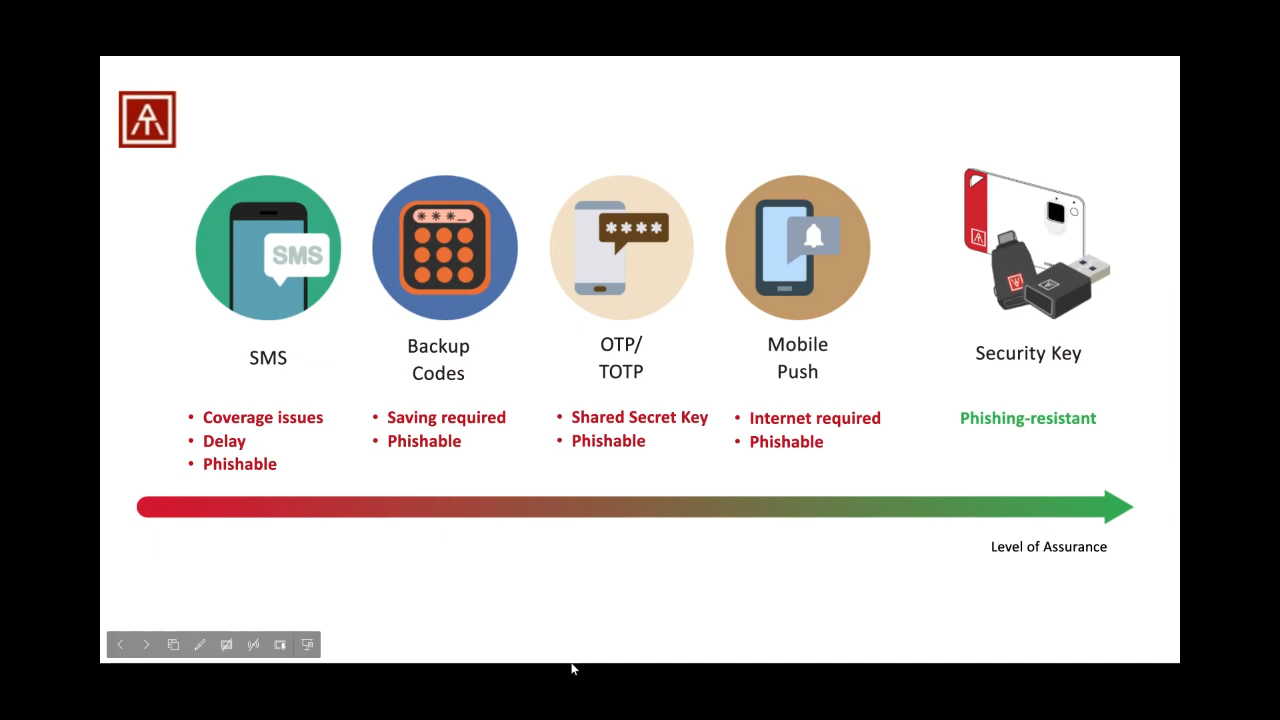 SMS
* * * _
* * * *
SMS
Backup
Codes
OTP/
TOTP
Mobile
Push
Security Key
• Coverage issues
• Delay
• Phishable
• Saving required
• Phishable
• Shared Secret Key
• Phishable
• Internet required
• Phishable
Phishing-resistant
Level of Assurance